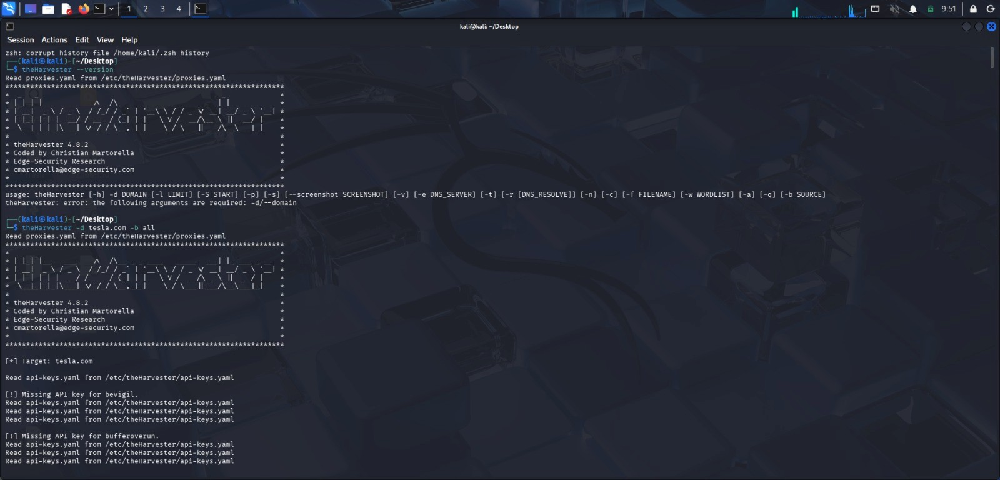 1 2 3 4
9:51
kali@kali: ~/Desktop
Session Actions Edit View Help
zsh: corrupt history file /home/kali/.zsh_history
(kali㉿kali)-[~/Desktop]
$ theHarvester --version
Read proxies.yaml from /etc/theHarvester/proxies.yaml
*******************************************************************
theHarvester
* theHarvester 4.8.2 *
* Coded by Christian Martorella *
* Edge-Security Research *
* cmartorella@edge-security.com *
* *
*******************************************************************
usage: theHarvester [-h] -d DOMAIN [-l LIMIT] [-S START] [-p] [-s] [--screenshot SCREENSHOT] [-v] [-e DNS_SERVER] [-t] [-r [DNS_RESOLVE]] [-n] [-c] [-f FILENAME] [-w WORDLIST] [-a] [-q] [-b SOURCE]
theHarvester: error: the following arguments are required: -d/--domain
(kali㉿kali)-[~/Desktop]
$ theHarvester -d tesla.com -b all
Read proxies.yaml from /etc/theHarvester/proxies.yaml
*******************************************************************
theHarvester
* theHarvester 4.8.2 *
* Coded by Christian Martorella *
* Edge-Security Research *
* cmartorella@edge-security.com *
* *
*******************************************************************
[*] Target: tesla.com
Read api-keys.yaml from /etc/theHarvester/api-keys.yaml
[!] Missing API key for bevigil.
Read api-keys.yaml from /etc/theHarvester/api-keys.yaml
Read api-keys.yaml from /etc/theHarvester/api-keys.yaml
Read api-keys.yaml from /etc/theHarvester/api-keys.yaml
[!] Missing API key for bufferoverun.
Read api-keys.yaml from /etc/theHarvester/api-keys.yaml
Read api-keys.yaml from /etc/theHarvester/api-keys.yaml
Read api-keys.yaml from /etc/theHarvester/api-keys.yaml